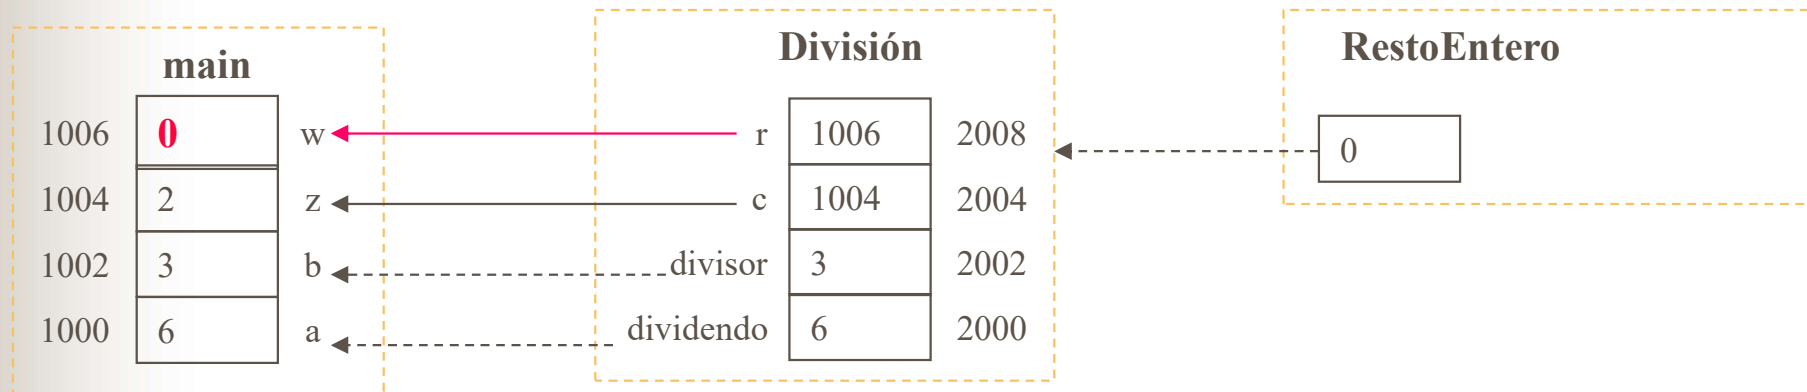 main
División
RestoEntero
1006 0 w r 1006 2008 0
1004 2 z c 1004 2004
1002 3 b divisor 3 2002
1000 6 a dividendo 6 2000